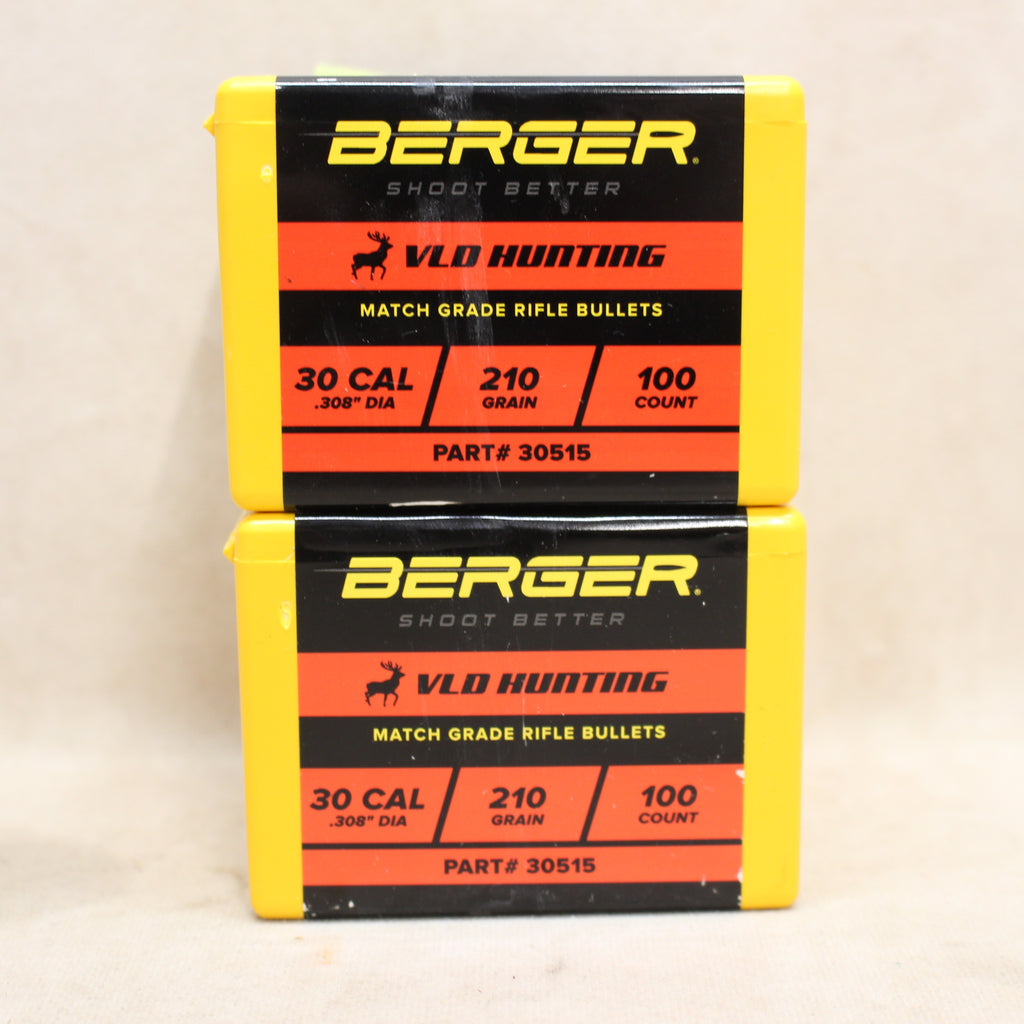 BERGER®
SHOOT BETTER
VLD HUNTING
MATCH GRADE RIFLE BULLETS
30 CAL 210 100
.308" DIA GRAIN COUNT
PART# 30515
BERGER®
SHOOT BETTER
VLD HUNTING
MATCH GRADE RIFLE BULLETS
30 CAL 210 100
.308" DIA GRAIN COUNT
PART# 30515